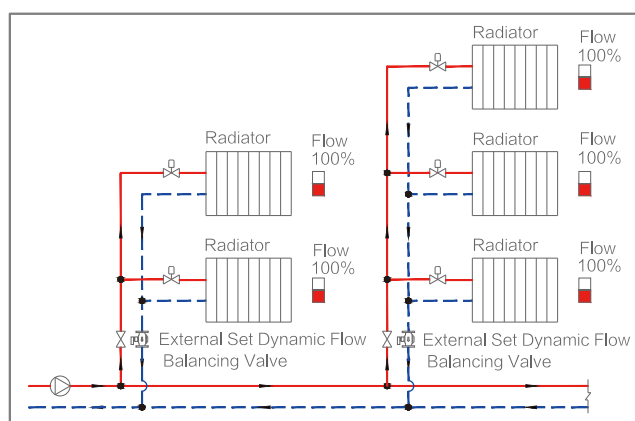 Radiator
Flow
100%
Radiator
Flow
100%
Radiator
Flow
100%
Radiator
Flow
100%
Radiator
Flow
100%
External Set Dynamic Flow
Balancing Valve
External Set Dynamic Flow
Balancing Valve